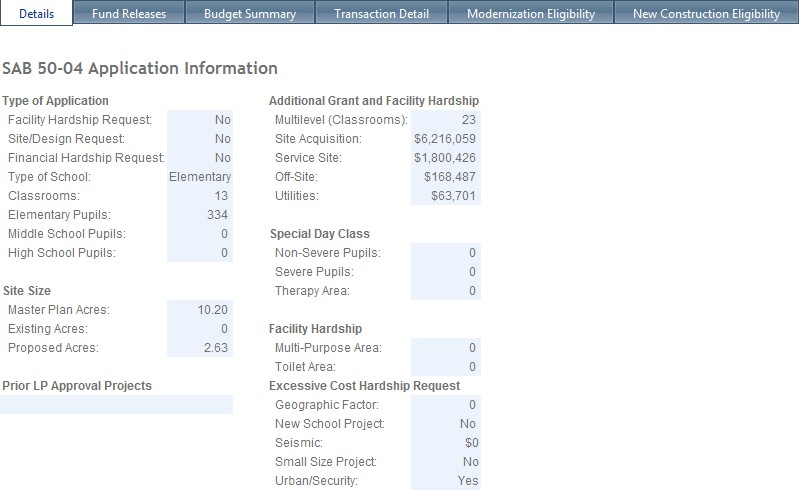 Details Fund Releases Budget Summary Transaction Detail Modernization Eligibility New Construction Eligibility
SAB 50-04 Application Information
Type of Application
Facility Hardship Request: No
Site/Design Request: No
Financial Hardship Request: No
Type of School: Elementary
Classrooms: 13
Elementary Pupils: 334
Middle School Pupils: 0
High School Pupils: 0
Site Size
Master Plan Acres: 10.20
Existing Acres: 0
Proposed Acres: 2.63
Prior LP Approval Projects
Additional Grant and Facility Hardship
Multilevel (Classrooms): 23
Site Acquisition: $6,216,059
Service Site: $1,800,426
Off-Site: $168,487
Utilities: $63,701
Special Day Class
Non-Severe Pupils: 0
Severe Pupils: 0
Therapy Area: 0
Facility Hardship
Multi-Purpose Area: 0
Toilet Area: 0
Excessive Cost Hardship Request
Geographic Factor: 0
New School Project: No
Seismic: $0
Small Size Project: No
Urban/Security: Yes